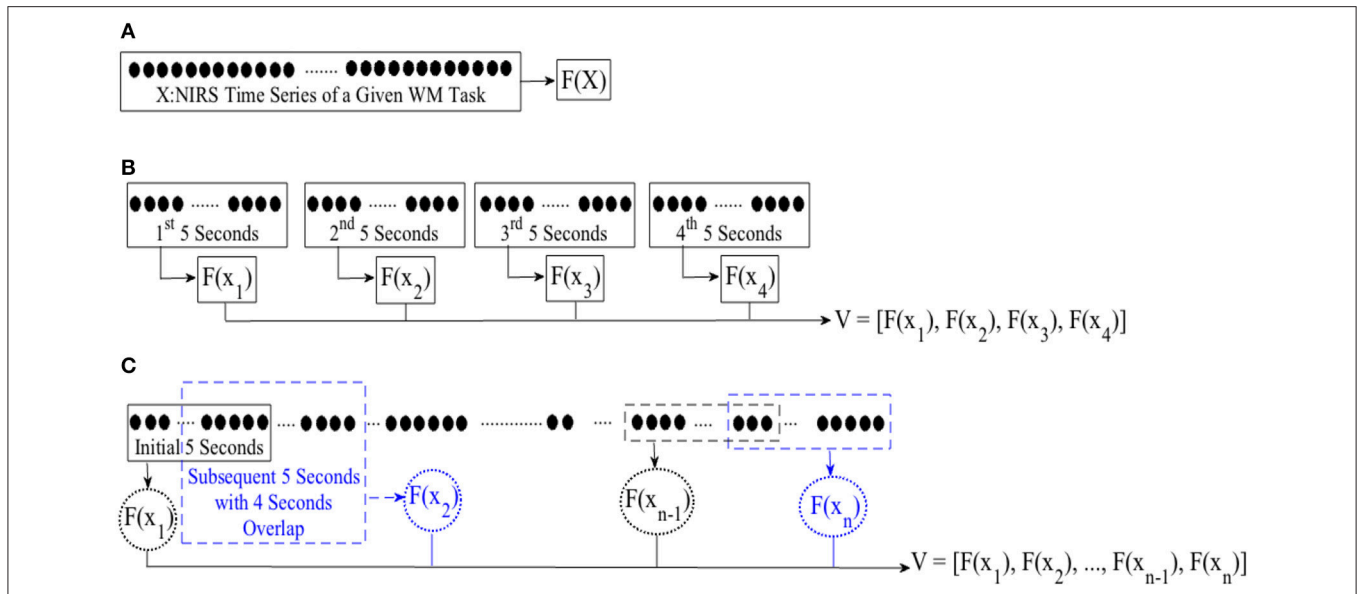 A
X:NIRS Time Series of a Given WM Task
F(X)
B
1st 5 Seconds
2nd 5 Seconds
3rd 5 Seconds
4th 5 Seconds
F(x1)
F(x2)
F(x3)
F(x4)
V = [F(x1), F(x2), F(x3), F(x4)]
C
Initial 5 Seconds
Subsequent 5 Seconds
with 4 Seconds
Overlap
F(x1)
F(x2)
F(xn-1)
F(xn)
V = [F(x1), F(x2), ..., F(xn-1), F(xn)]